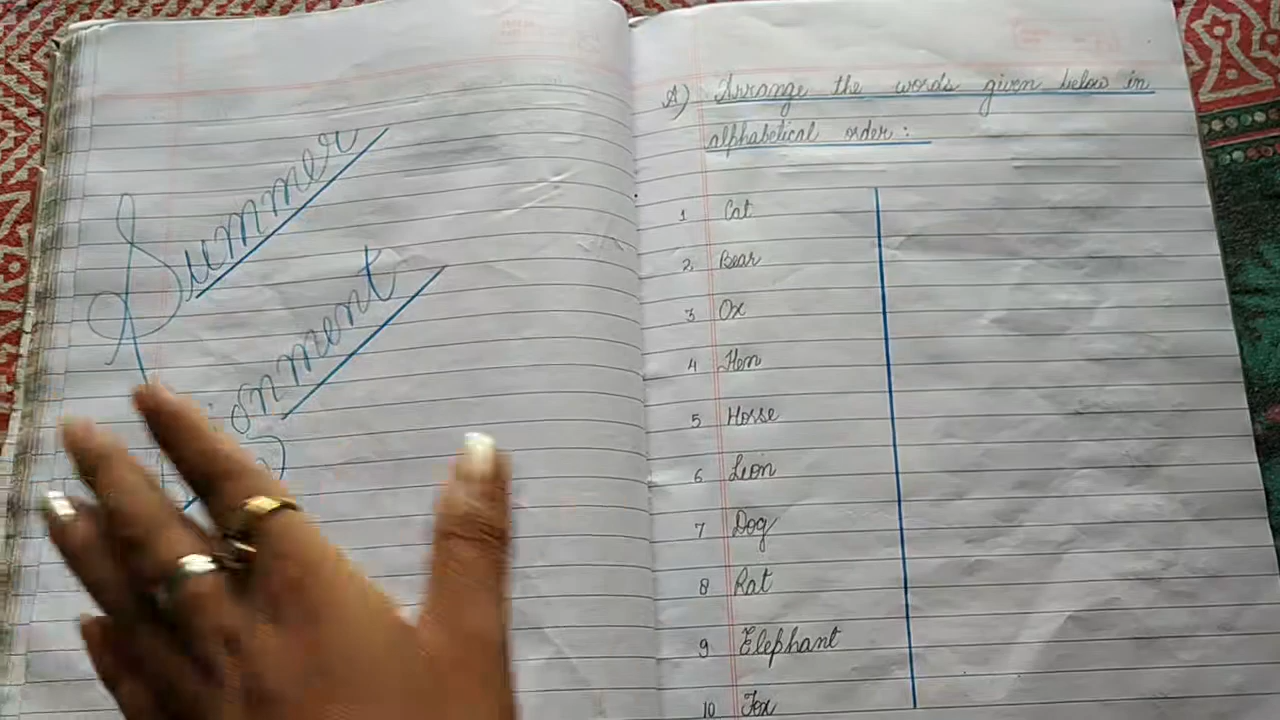 Summer
A) Arrange the words given below in
alphabetical order:
1 Cat
2 Bear
3 Ox
4 Hen
5 Horse
6 Lion
7 Dog
8 Rat
9 Elephant
10 Fox